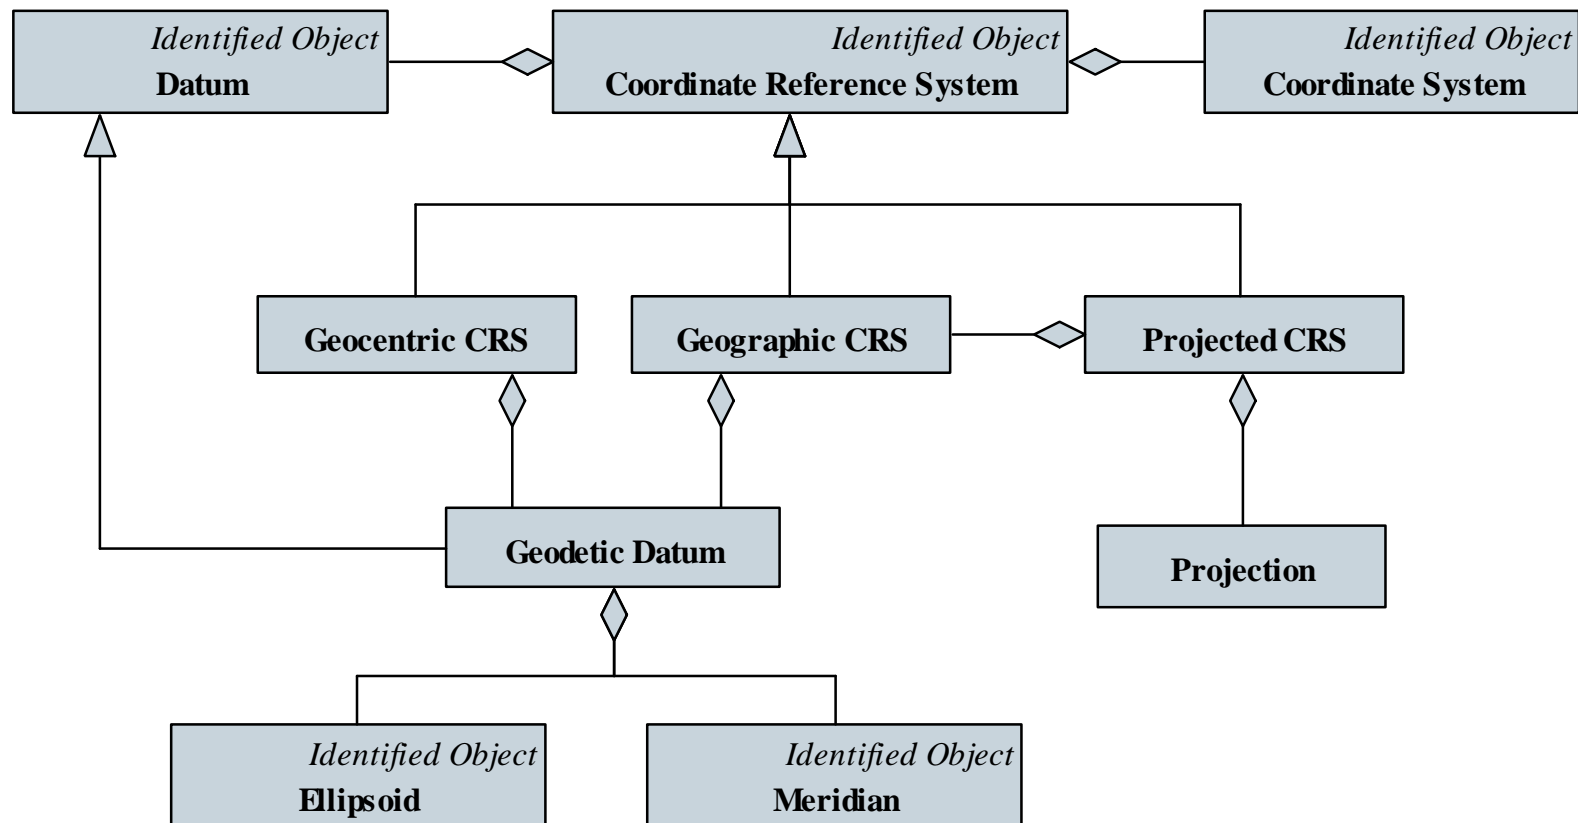 Identified Object
Datum
Identified Object
Coordinate Reference System
Identified Object
Coordinate System
Geocentric CRS
Geographic CRS
Projected CRS
Geodetic Datum
Projection
Identified Object
Ellipsoid
Identified Object
Meridian